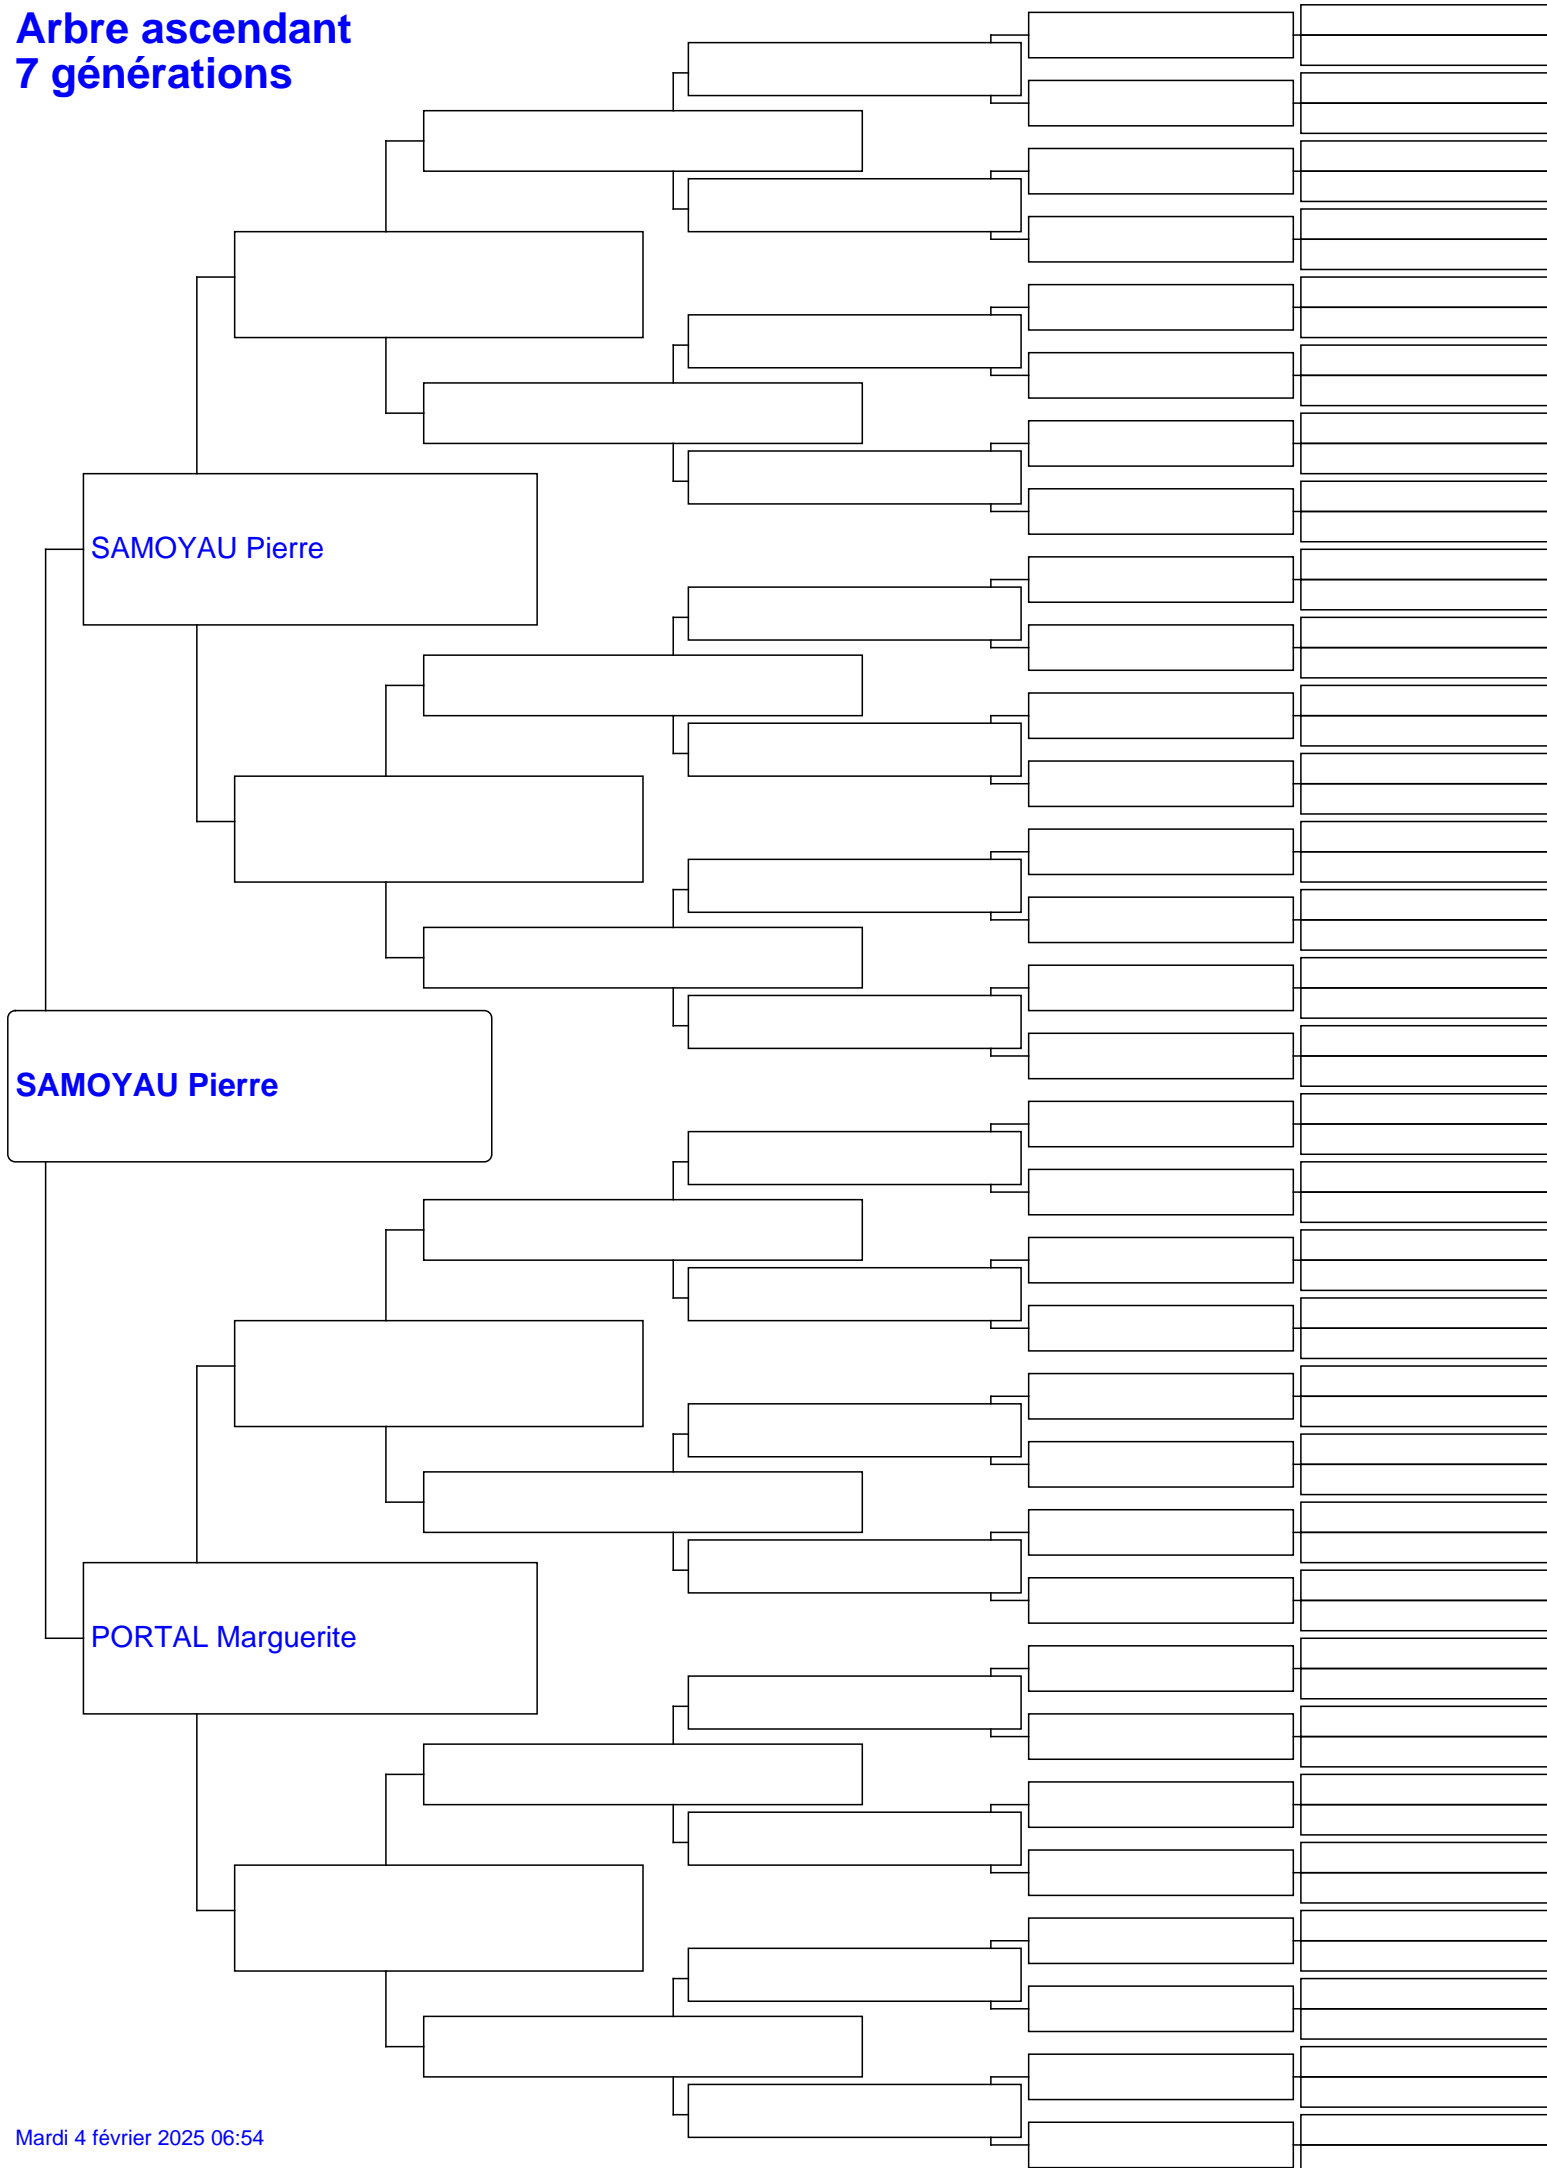 Arbre ascendant
7 générations
SAMOYAU Pierre
SAMOYAU Pierre
PORTAL Marguerite
Mardi 4 février 2025 06:54